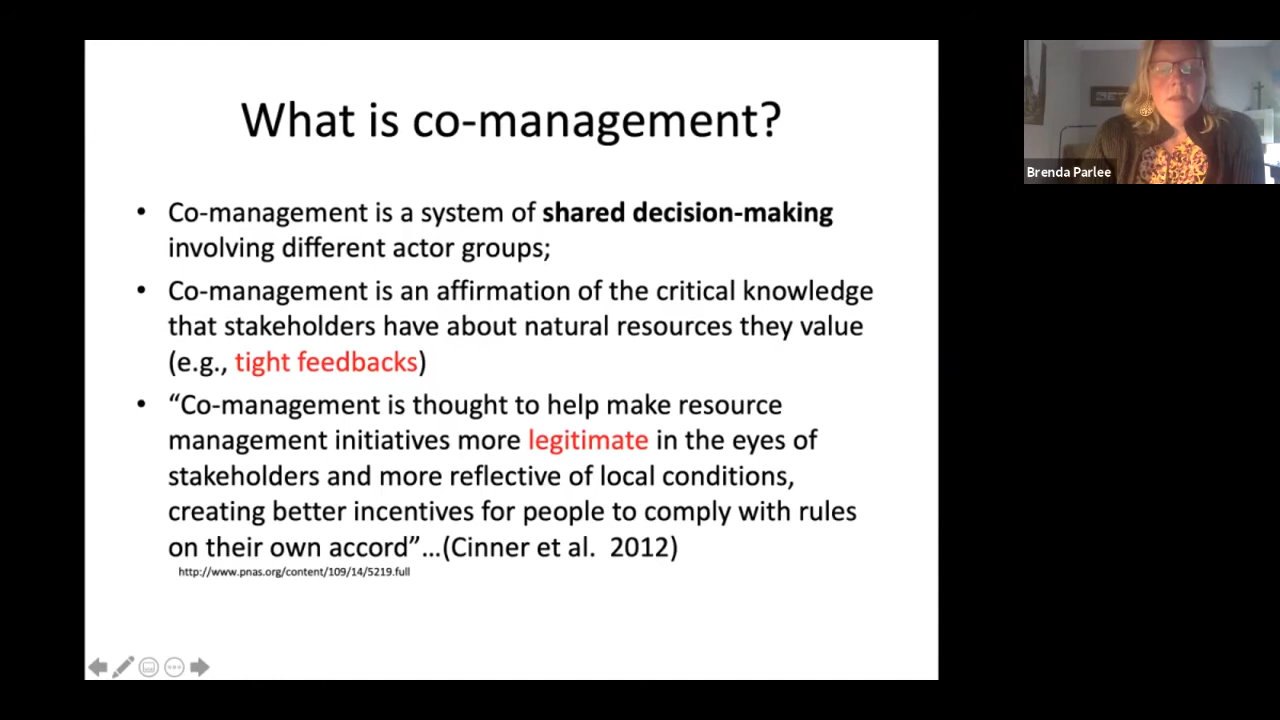 What is co-management?
• Co-management is a system of shared decision-making
involving different actor groups;
• Co-management is an affirmation of the critical knowledge
that stakeholders have about natural resources they value
(e.g., tight feedbacks)
• “Co-management is thought to help make resource
management initiatives more legitimate in the eyes of
stakeholders and more reflective of local conditions,
creating better incentives for people to comply with rules
on their own accord”…(Cinner et al.  2012)
http://www.pnas.org/content/109/14/5219.full
Brenda Parlee